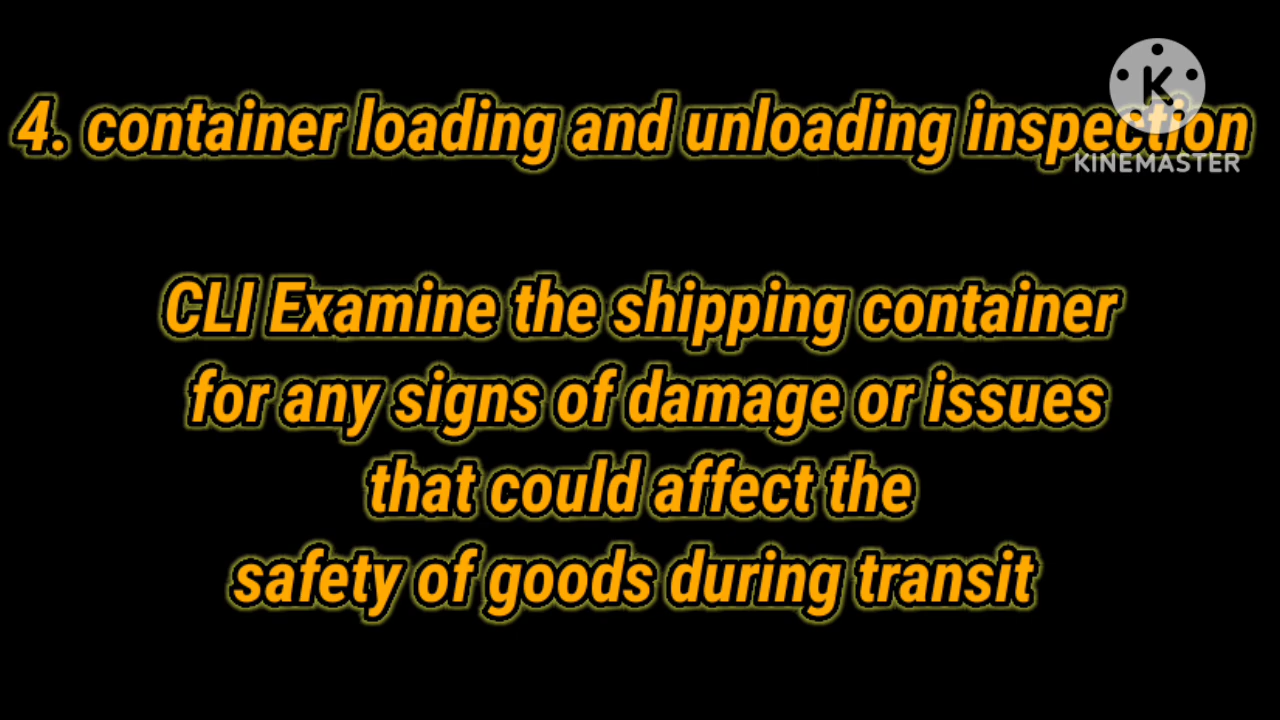 4. container loading and unloading inspection
K
KINEMASTER
CLI Examine the shipping container
for any signs of damage or issues
that could affect the
safety of goods during transit